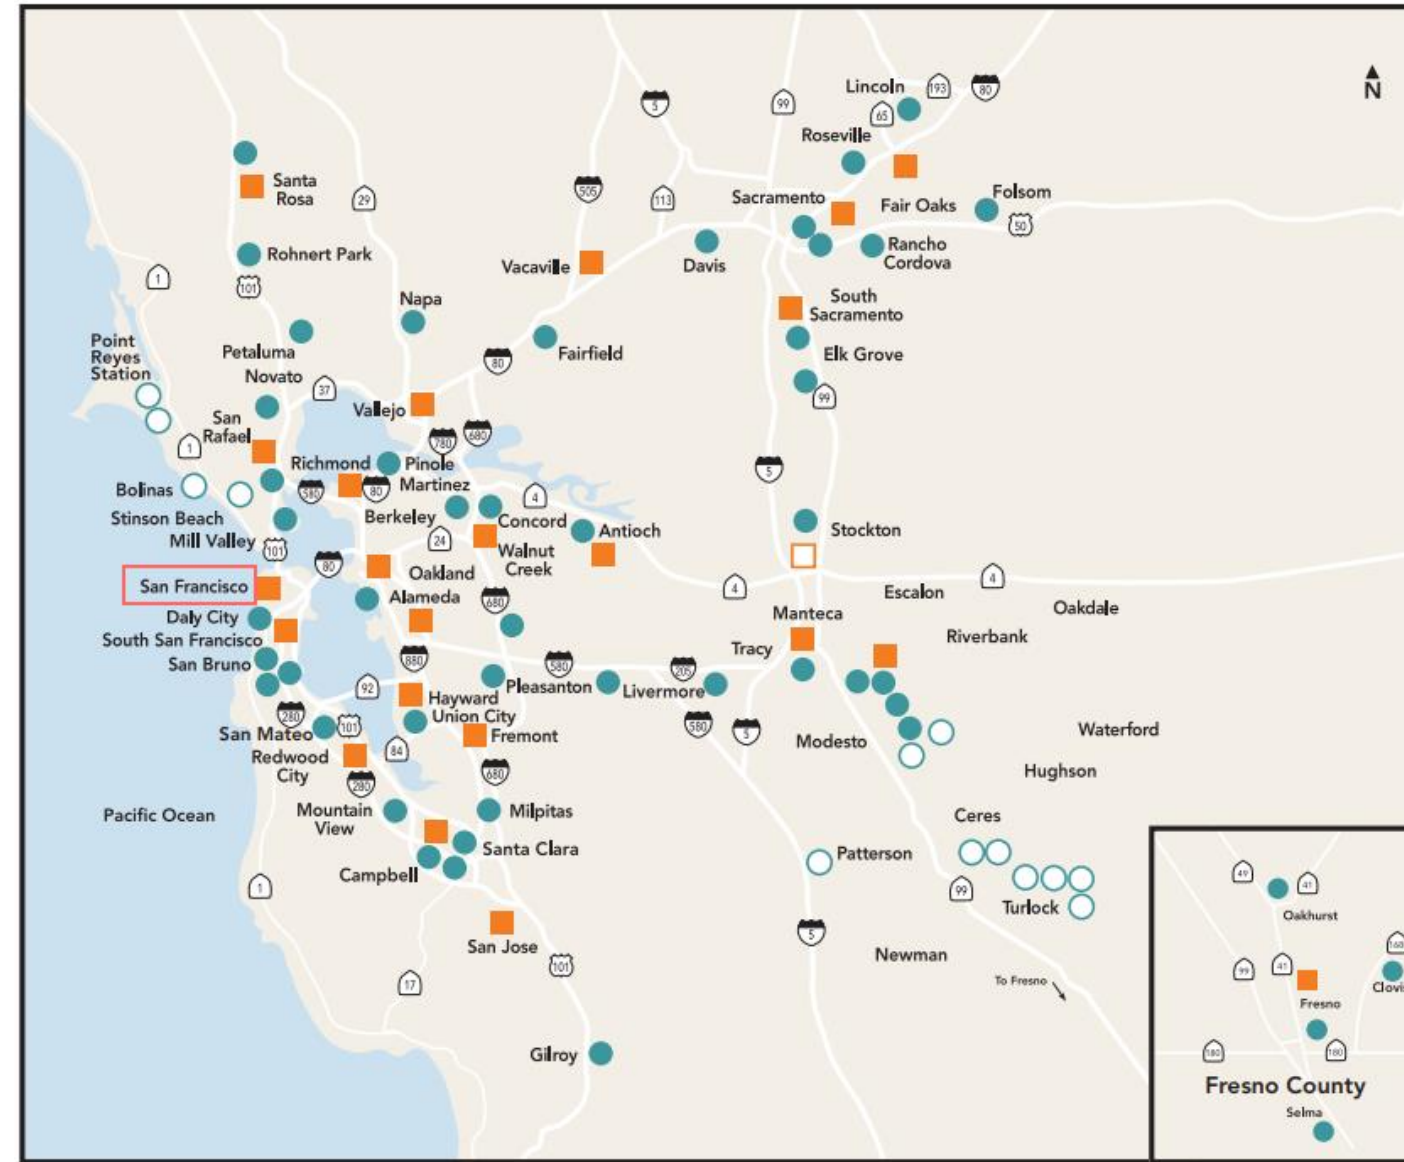 N
Lincoln
193
80
5
99
65
Roseville
Santa
Rosa
29
505
113
Sacramento
Fair Oaks
Folsom
50
Rohnert Park
1
101
Vacaville
Davis
Rancho
Cordova
Napa
South
Sacramento
Point
Reyes
Station
Petaluma
Novato
37
80
Fairfield
Elk Grove
99
San
Rafael
1
Vallejo
780
680
Richmond
Pinole
580
80
Martinez
5
Bolinas
4
Stinson Beach
Berkeley
Concord
Antioch
Stockton
Mill Valley
101
24
Walnut
Creek
80
San Francisco
Oakland
Alameda
680
4
4
Escalon
Oakdale
Daly City
Manteca
South San Francisco
Riverbank
San Bruno
880
580
205
Tracy
92
Pleasanton
Livermore
Hayward
Union City
280
101
San Mateo
84
Fremont
580
5
Modesto
Waterford
Redwood
City
280
680
Hughson
Pacific Ocean
Mountain
View
Milpitas
Ceres
Santa Clara
Patterson
Campbell
1
99
Turlock
San Jose
5
Newman
101
17
To Fresno
Gilroy
49
41
Oakhurst
99
41
Clovis
Fresno
180
180
Fresno County
Selma